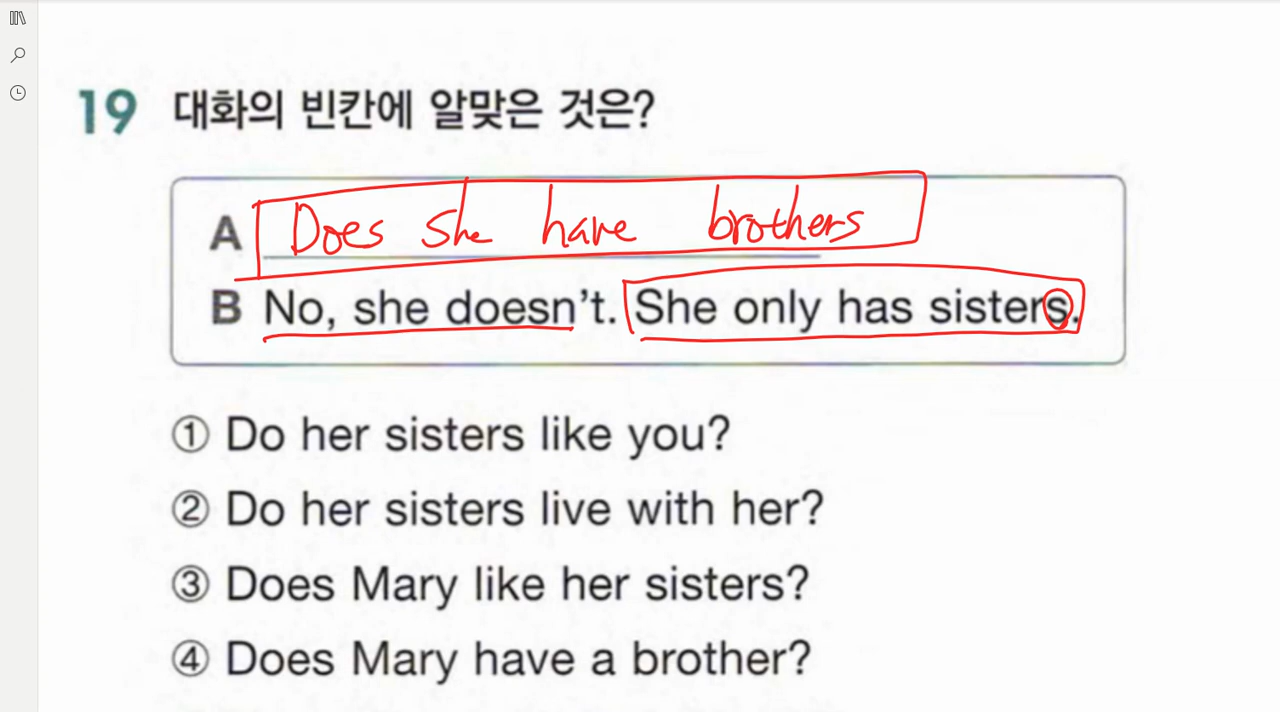 19 대화의 빈칸에 알맞은 것은?
A Does she have brothers
B No, she doesn't. She only has sisters.
① Do her sisters like you?
② Do her sisters live with her?
③ Does Mary like her sisters?
④ Does Mary have a brother?